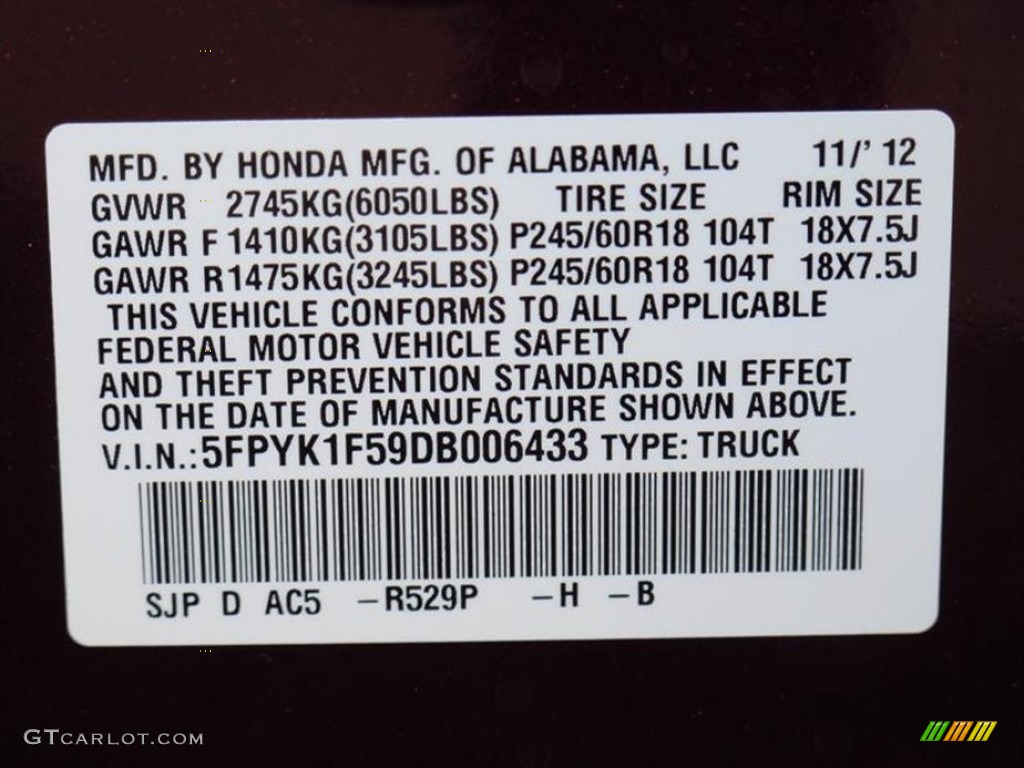 MFD. BY HONDA MFG. OF ALABAMA, LLC 11/' 12
GVWR 2745KG(6050LBS) TIRE SIZE RIM SIZE
GAWR F 1410KG(3105LBS) P245/60R18 104T 18X7.5J
GAWR R1475KG(3245LBS) P245/60R18 104T 18X7.5J
THIS VEHICLE CONFORMS TO ALL APPLICABLE
FEDERAL MOTOR VEHICLE SAFETY
AND THEFT PREVENTION STANDARDS IN EFFECT
ON THE DATE OF MANUFACTURE SHOWN ABOVE.
V.I.N.:5FPYK1F59DB006433 TYPE: TRUCK
SJP D AC5 –R529P –H –B
GTCARLOT.COM